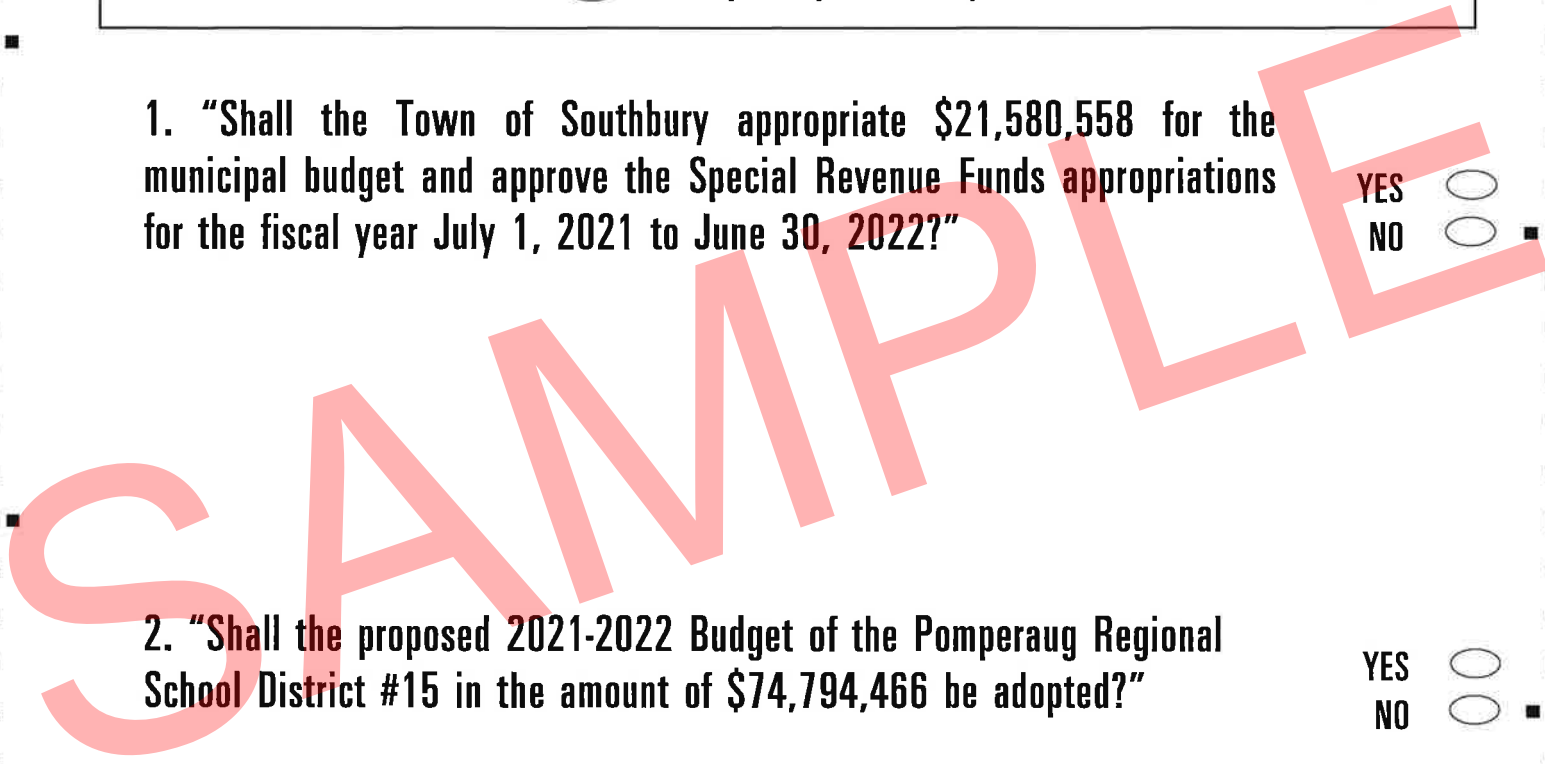 1. “Shall the Town of Southbury appropriate $21,580,558 for the
municipal budget and approve the Special Revenue Funds appropriations
for the fiscal year July 1, 2021 to June 30, 2022?”
YES
NO
SAMPLE
2. “Shall the proposed 2021-2022 Budget of the Pomperaug Regional
School District #15 in the amount of $74,794,466 be adopted?”
YES
NO